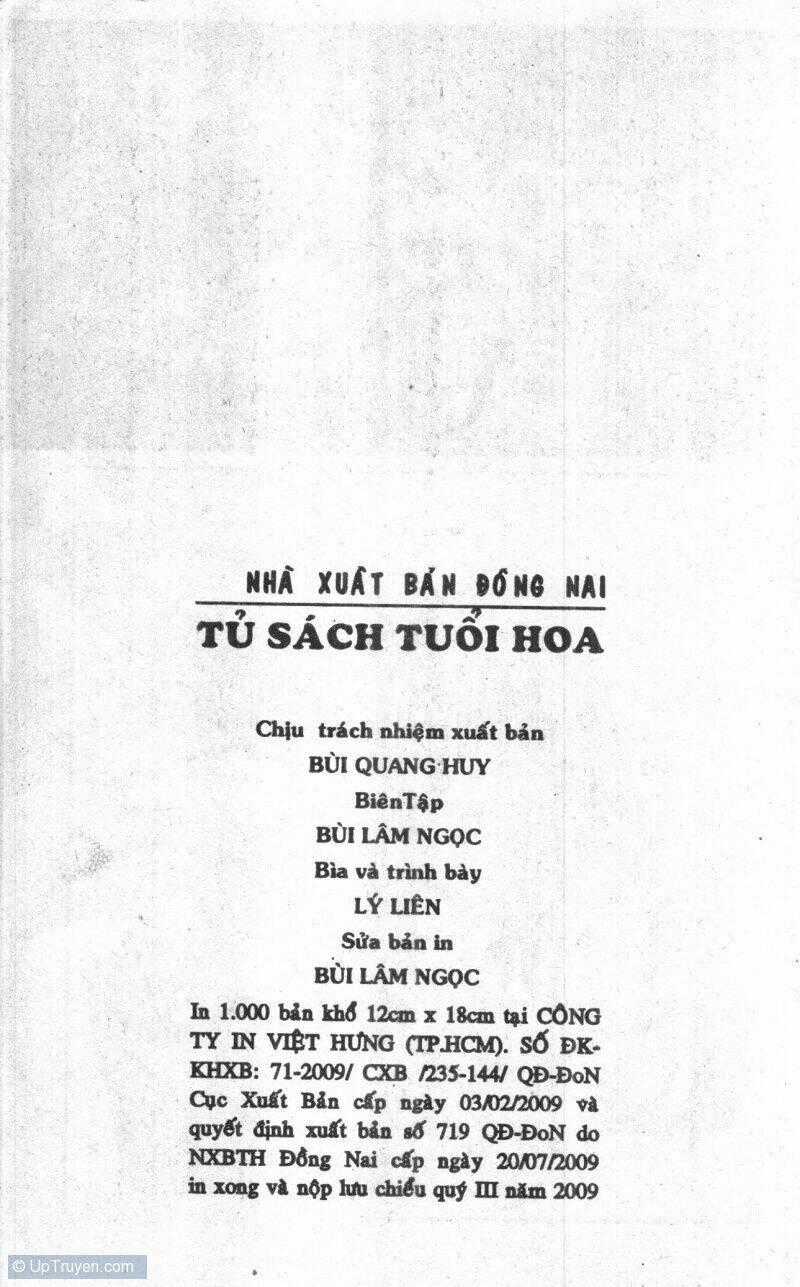 NHÀ XUẤT BẢN ĐỒNG NAI
TỦ SÁCH TUỔI HOA
Chịu trách nhiệm xuất bản
BÙI QUANG HUY
BiênTập
BÙI LÂM NGỌC
Bìa và trình bày
LÝ LIÊN
Sửa bản in
BÙI LÂM NGỌC
In 1.000 bản khổ 12cm x 18cm tại CÔNG
TY IN VIỆT HƯNG (TP.HCM). SỐ ĐK-
KHXB: 71-2009/ CXB /235-144/ QĐ-ĐoN
Cục Xuất Bản cấp ngày 03/02/2009 và
quyết định xuất bản số 719 QĐ-ĐoN do
NXBTH Đồng Nai cấp ngày 20/07/2009
in xong và nộp lưu chiểu quý III năm 2009
© UpTruyen.com